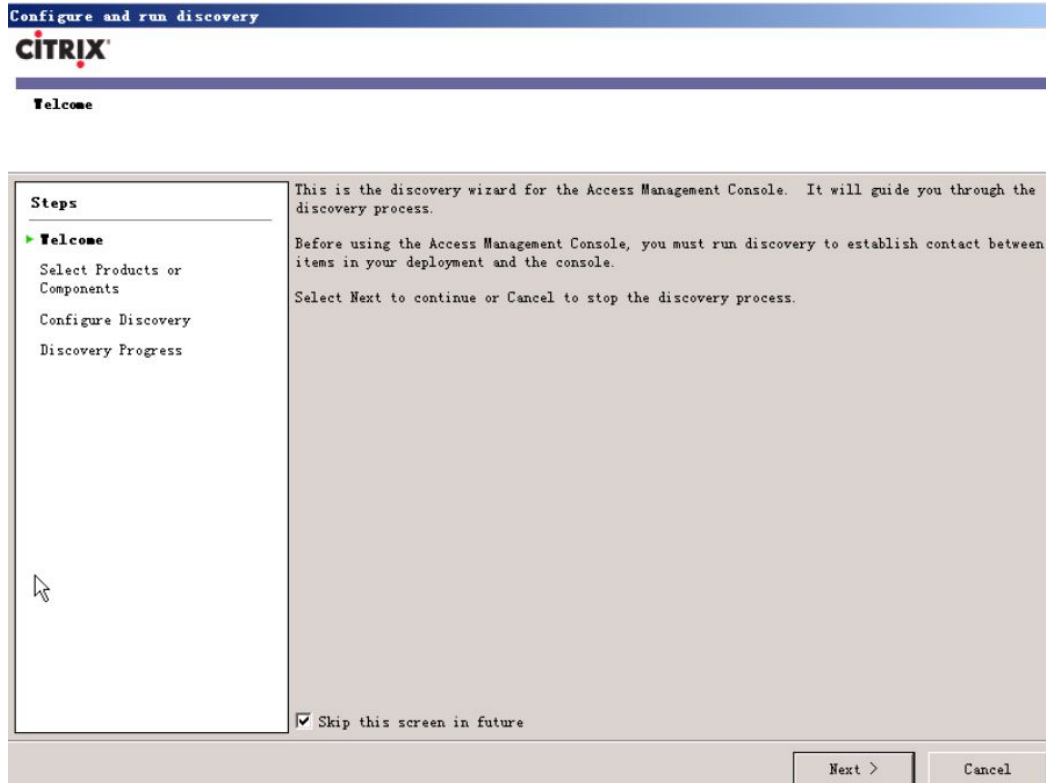 Configure and run discovery
CITRIX
Welcome
Steps
Welcome
Select Products or
Components
Configure Discovery
Discovery Progress
This is the discovery wizard for the Access Management Console. It will guide you through the
discovery process.
Before using the Access Management Console, you must run discovery to establish contact between
items in your deployment and the console.
Select Next to continue or Cancel to stop the discovery process.
Skip this screen in future
Next >
Cancel